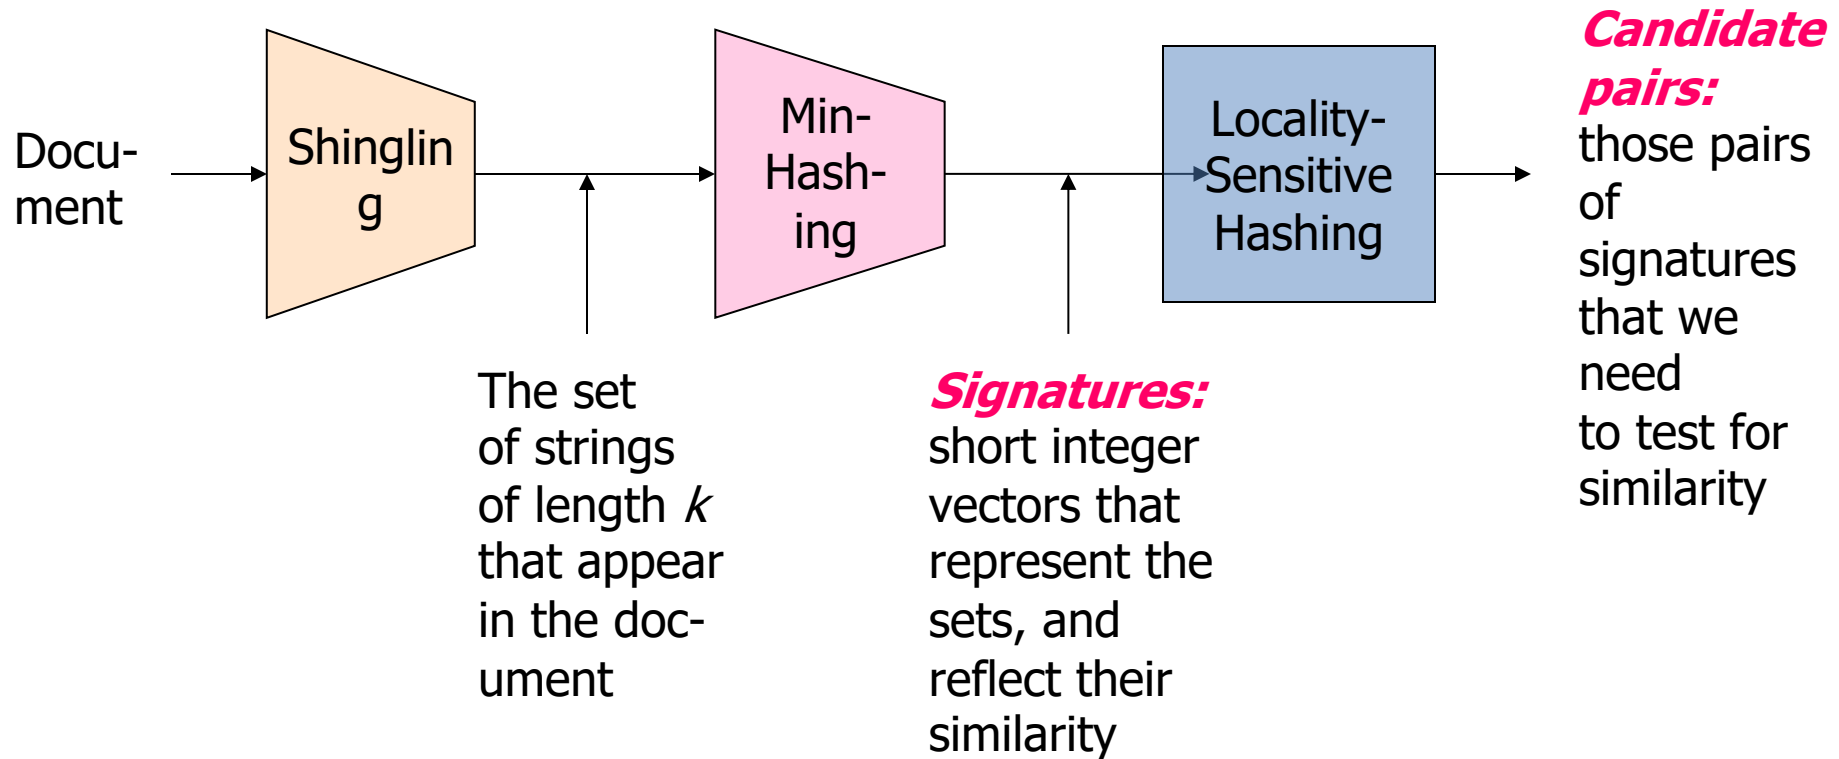 Docu-
ment
Shinglin
g
Min-
Hash-
ing
Locality-
Sensitive
Hashing
Candidate
pairs:
those pairs
of
signatures
that we
need
to test for
similarity
The set
of strings
of length k
that appear
in the doc-
ument
Signatures:
short integer
vectors that
represent the
sets, and
reflect their
similarity